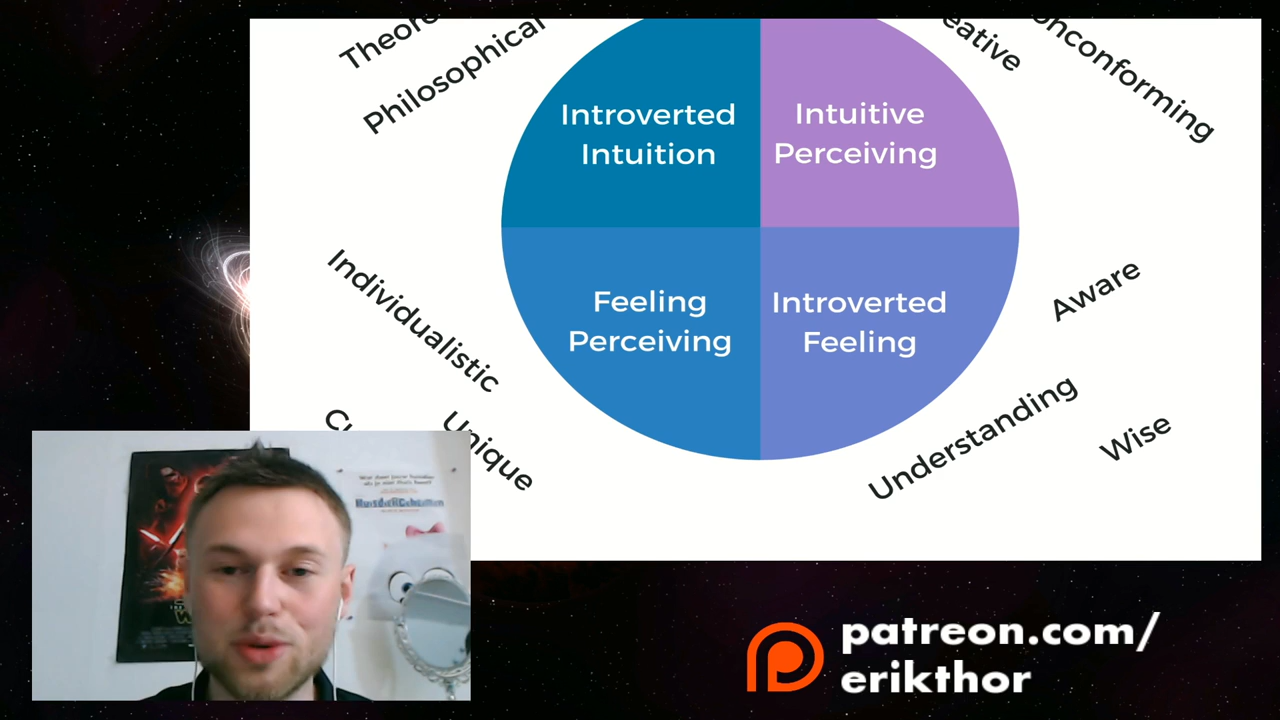 Philosophical
Introverted
Intuition
Intuitive
Perceiving
Individualistic
Feeling
Perceiving
Introverted
Feeling
Aware
Unique
Understanding
Wise
patreon.com/
erikthor